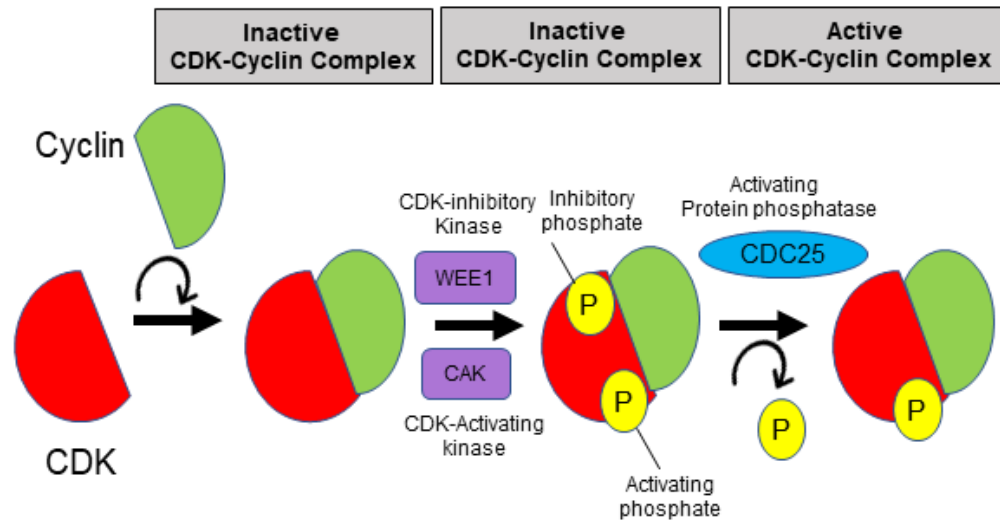 Inactive
CDK-Cyclin Complex
Inactive
CDK-Cyclin Complex
Active
CDK-Cyclin Complex
Cyclin
CDK
CDK-inhibitory
Kinase
WEE1
CAK
CDK-Activating
kinase
Inhibitory
phosphate
P
P
Activating
phosphate
Activating
Protein phosphatase
CDC25
P
P